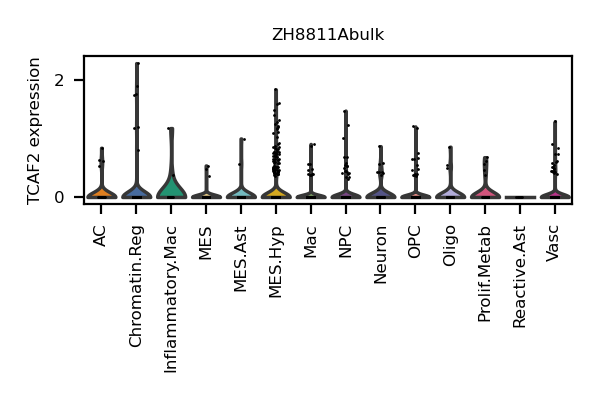 ZH8811Abulk
TCAF2 expression
2
0
AC
Chromatin.Reg
Inflammatory.Mac
MES
MES.Ast
MES.Hyp
Mac
NPC
Neuron
OPC
Oligo
Prolif.Metab
Reactive.Ast
Vasc